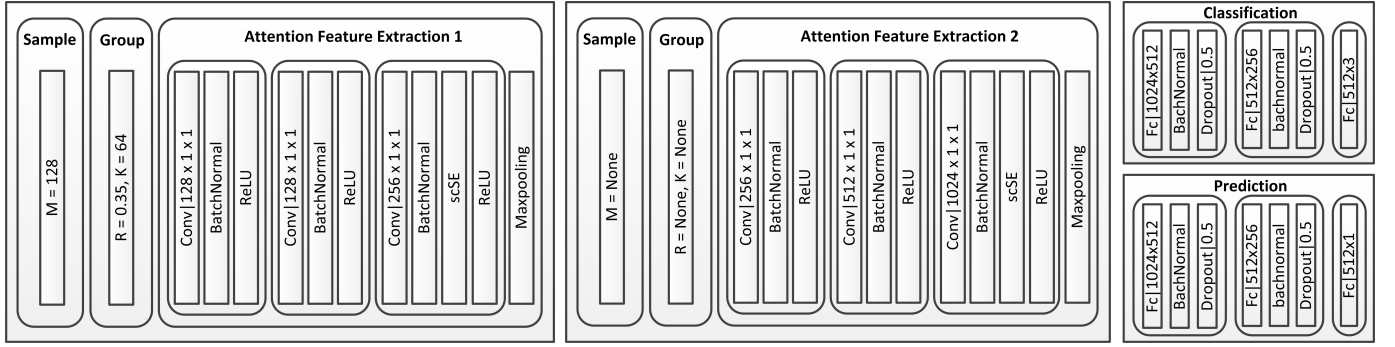 Sample
M = 128
Group
R = 0.35, K = 64
Attention Feature Extraction 1
Conv|128 x 1 x 1
BatchNormal
ReLU
Conv|128 x 1 x 1
BatchNormal
ReLU
Conv|256 x 1 x 1
BatchNormal
scSE
ReLU
Maxpooling
Sample
M = None
Group
R = None, K = None
Attention Feature Extraction 2
Conv|256 x 1 x 1
BatchNormal
ReLU
Conv|512 x 1 x 1
BatchNormal
ReLU
Conv|1024 x 1 x 1
BatchNormal
scSE
ReLU
Maxpooling
Classification
Fc|1024x512
BachNormal
Dropout|0.5
Fc|512x256
bachnormal
Dropout|0.5
Fc|512x3
Prediction
Fc|1024x512
BachNormal
Dropout|0.5
Fc|512x256
bachnormal
Dropout|0.5
Fc|512x1